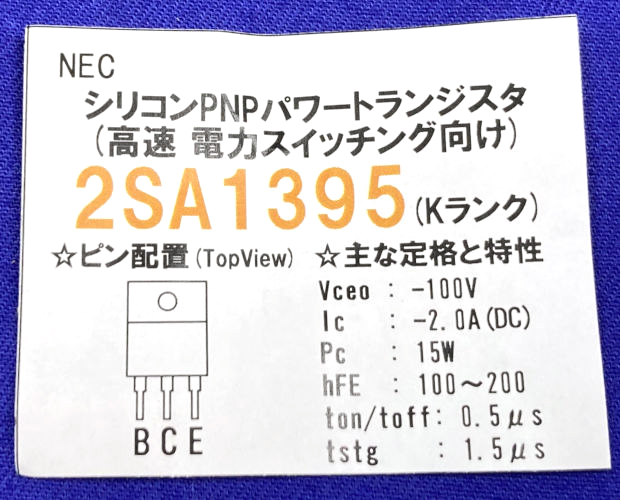 NEC
シリコンPNPパワートランジスタ
(高速 電力スイッチング向け)
2SA1395(Kランク)
☆ピン配置(TopView)
BCE
☆主な定格と特性
Vceo : -100V
Ic : -2.0A(DC)
Pc : 15W
hFE : 100～200
ton/toff: 0.5μs
tstg : 1.5μs